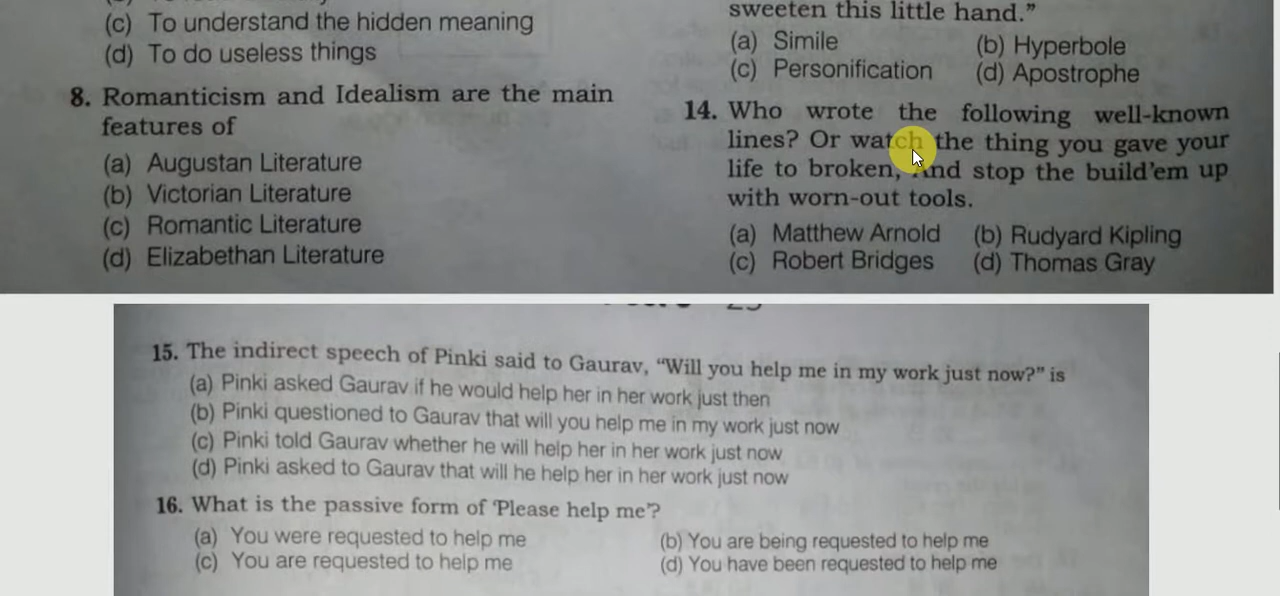 (c) To understand the hidden meaning
(d) To do useless things
8. Romanticism and Idealism are the main
features of
(a) Augustan Literature
(b) Victorian Literature
(c) Romantic Literature
(d) Elizabethan Literature
sweeten this little hand.”
(a) Simile (b) Hyperbole
(c) Personification (d) Apostrophe
14. Who wrote the following well-known
lines? Or watch the thing you gave your
life to broken, And stop the build'em up
with worn-out tools.
(a) Matthew Arnold (b) Rudyard Kipling
(c) Robert Bridges (d) Thomas Gray
15. The indirect speech of Pinki said to Gaurav, “Will you help me in my work just now?” is
(a) Pinki asked Gaurav if he would help her in her work just then
(b) Pinki questioned to Gaurav that will you help me in my work just now
(c) Pinki told Gaurav whether he will help her in her work just now
(d) Pinki asked to Gaurav that will he help her in her work just now
16. What is the passive form of 'Please help me'?
(a) You were requested to help me (b) You are being requested to help me
(c) You are requested to help me (d) You have been requested to help me